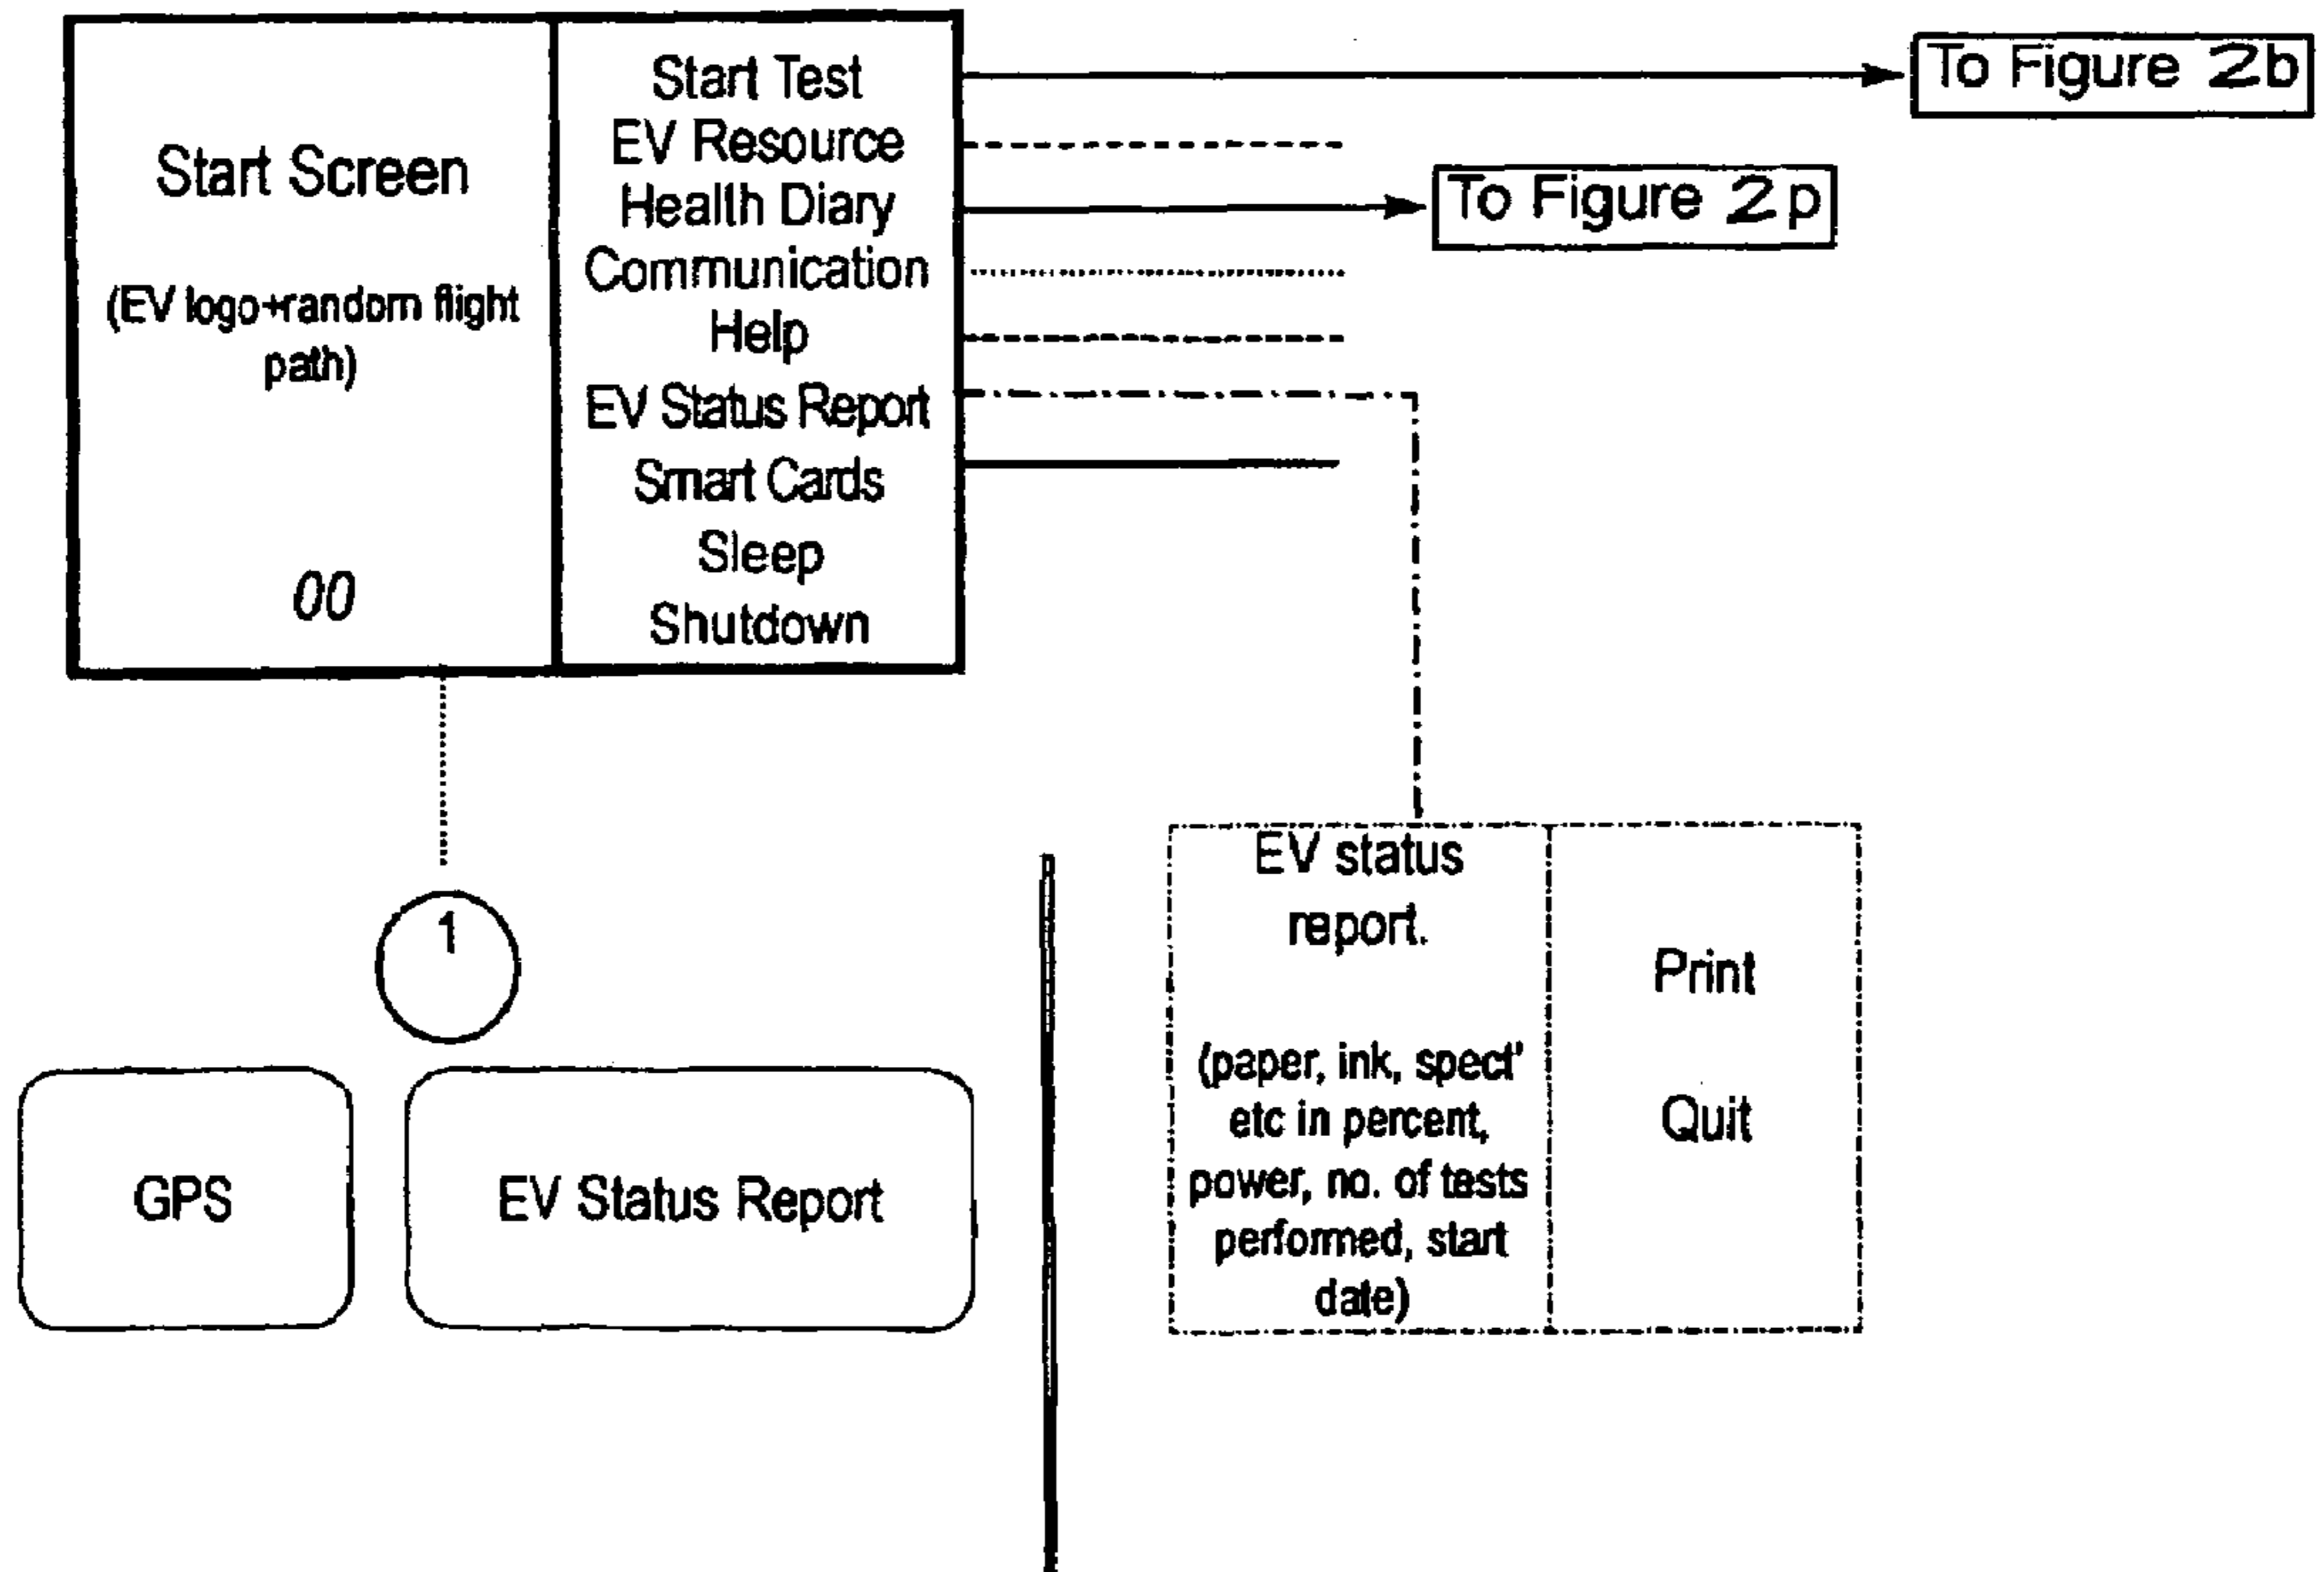 Start Screen
(EV logo+random flight
path)
00
Start Test
EV Resource
Health Diary
Communication
Help
EV Status Report
Smart Cards
Sleep
Shutdown
To Figure 2b
To Figure 2p
1
GPS
EV Status Report
EV status
report.
(paper, ink, spect'
etc in percent,
power, no. of tests
performed, start
date)
Print
Quit